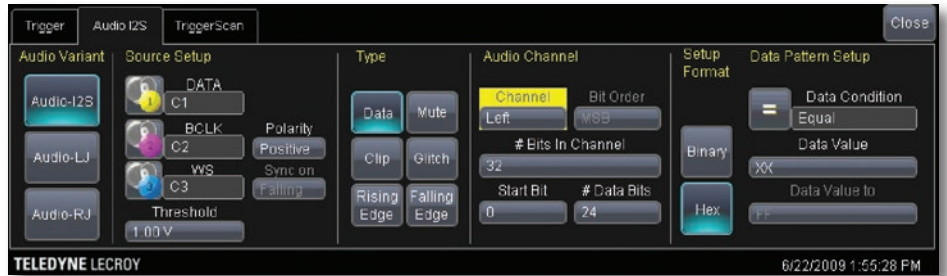 Trigger Audio I2S TriggerScan Close
Audio Variant
Audio-I2S
Audio-LJ
Audio-RJ
Source Setup
1 DATA
C1
2 BCLK
C2
Polarity
Positive
3 WS
C3
Sync on
Falling
Threshold
1.00 V
Type
Data Mute
Clip Glitch
Rising Edge
Falling Edge
Audio Channel
Channel
Left
Bit Order
MSB
# Bits In Channel
32
Start Bit
0
# Data Bits
24
Setup
Format
Binary
Hex
Data Pattern Setup
= Data Condition
Equal
Data Value
XX
Data Value to
FF
TELEDYNE LECROY
6/22/2009 1:55:28 PM